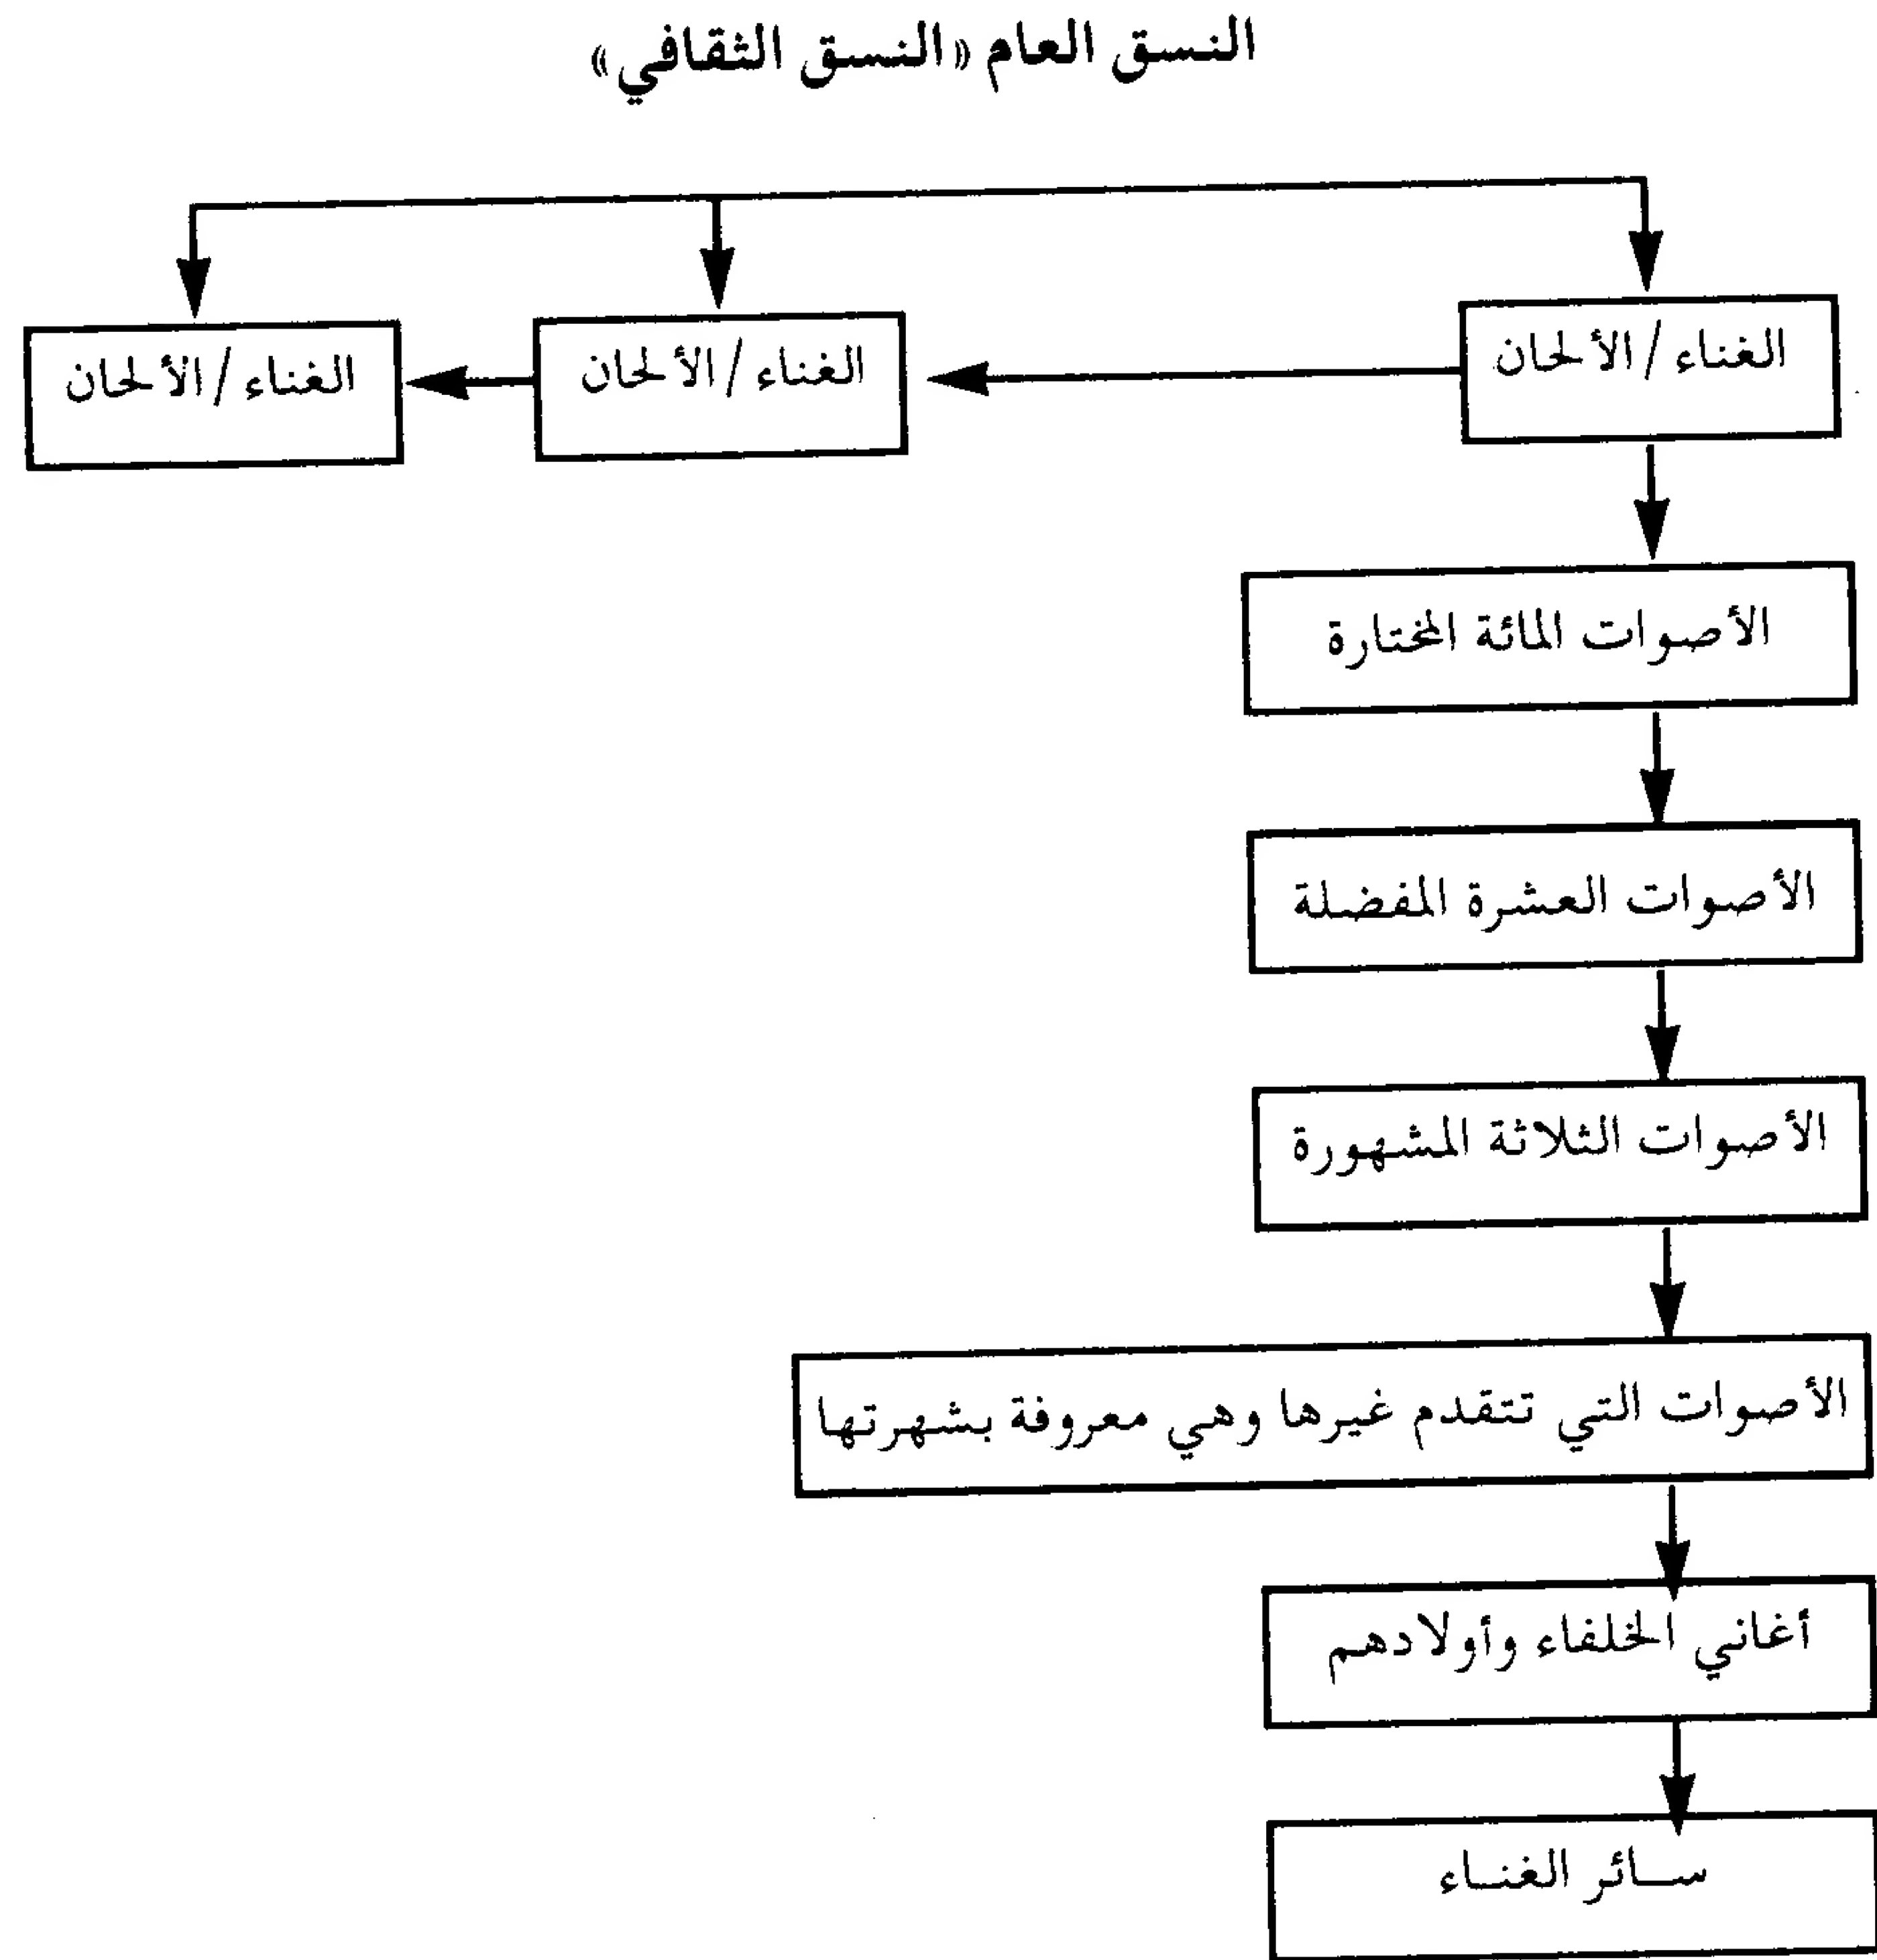 النسق العام «النسق الثقافي»
الغناء / الألحان
الغناء / الألحان
الغناء / الألحان
الأصوات المائة المختارة
الأصوات العشرة المفضلة
الأصوات الثلاثة المشهورة
الأصوات التي تتقدم غيرها وهي معروفة بشهرتها
أغاني الخلفاء وأولادهم
سائر الغناء